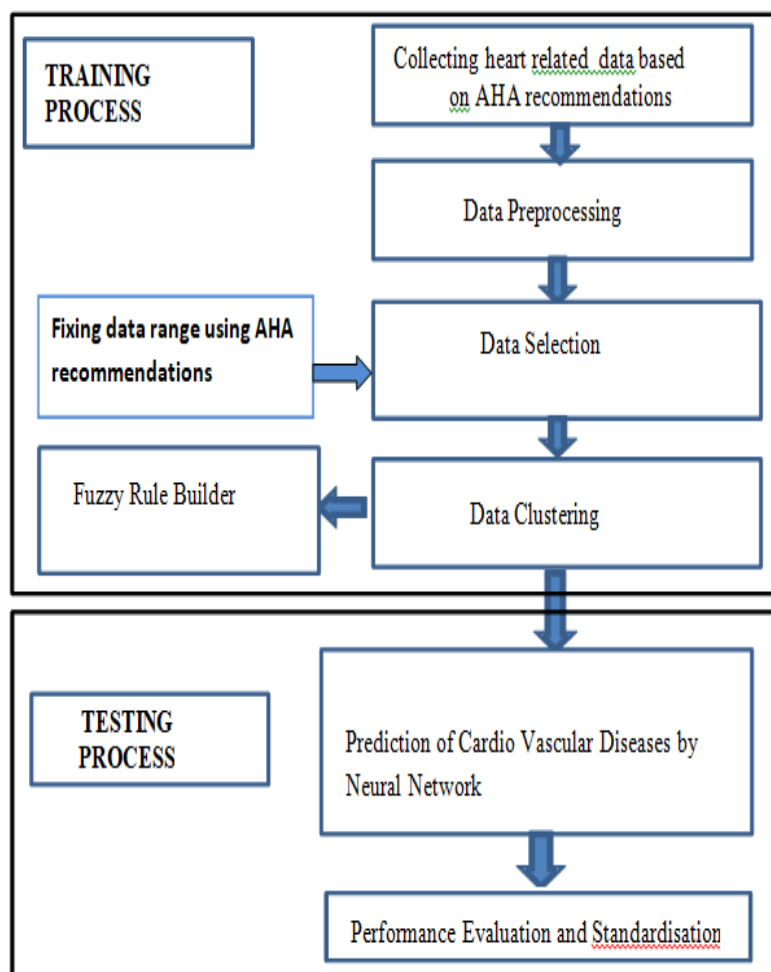 TRAINING
PROCESS
Collecting heart related data based
on AHA recommendations
Data Preprocessing
Fixing data range using AHA
recommendations
Data Selection
Fuzzy Rule Builder
Data Clustering
TESTING
PROCESS
Prediction of Cardio Vascular Diseases by
Neural Network
Performance Evaluation and Standardisation